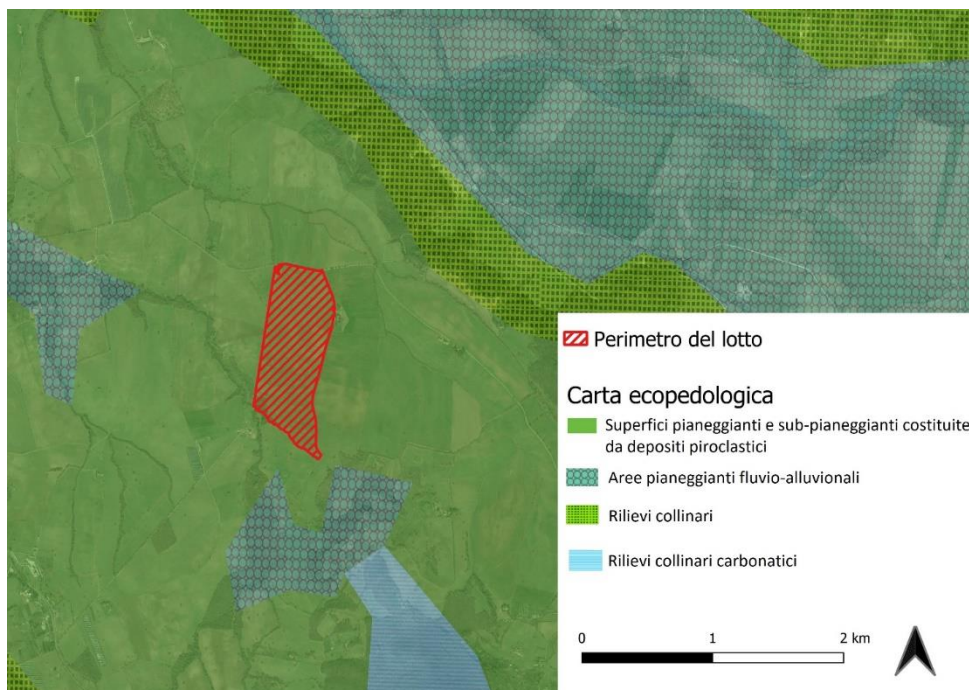 Perimetro del lotto
Carta ecopedologica
Superfici pianeggianti e sub-pianeggianti costituite
da depositi piroclastici
Aree pianeggianti fluvio-alluvionali
Rilievi collinari
Rilievi collinari carbonatici
0 1 2 km